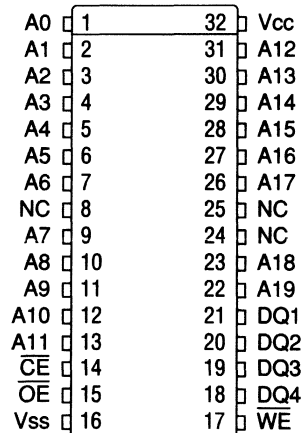 A0 1 32 Vcc
A1 2 31 A12
A2 3 30 A13
A3 4 29 A14
A4 5 28 A15
A5 6 27 A16
A6 7 26 A17
NC 8 25 NC
A7 9 24 NC
A8 10 23 A18
A9 11 22 A19
A10 12 21 DQ1
A11 13 20 DQ2
C̅E̅ 14 19 DQ3
O̅E̅ 15 18 DQ4
Vss 16 17 W̅E̅